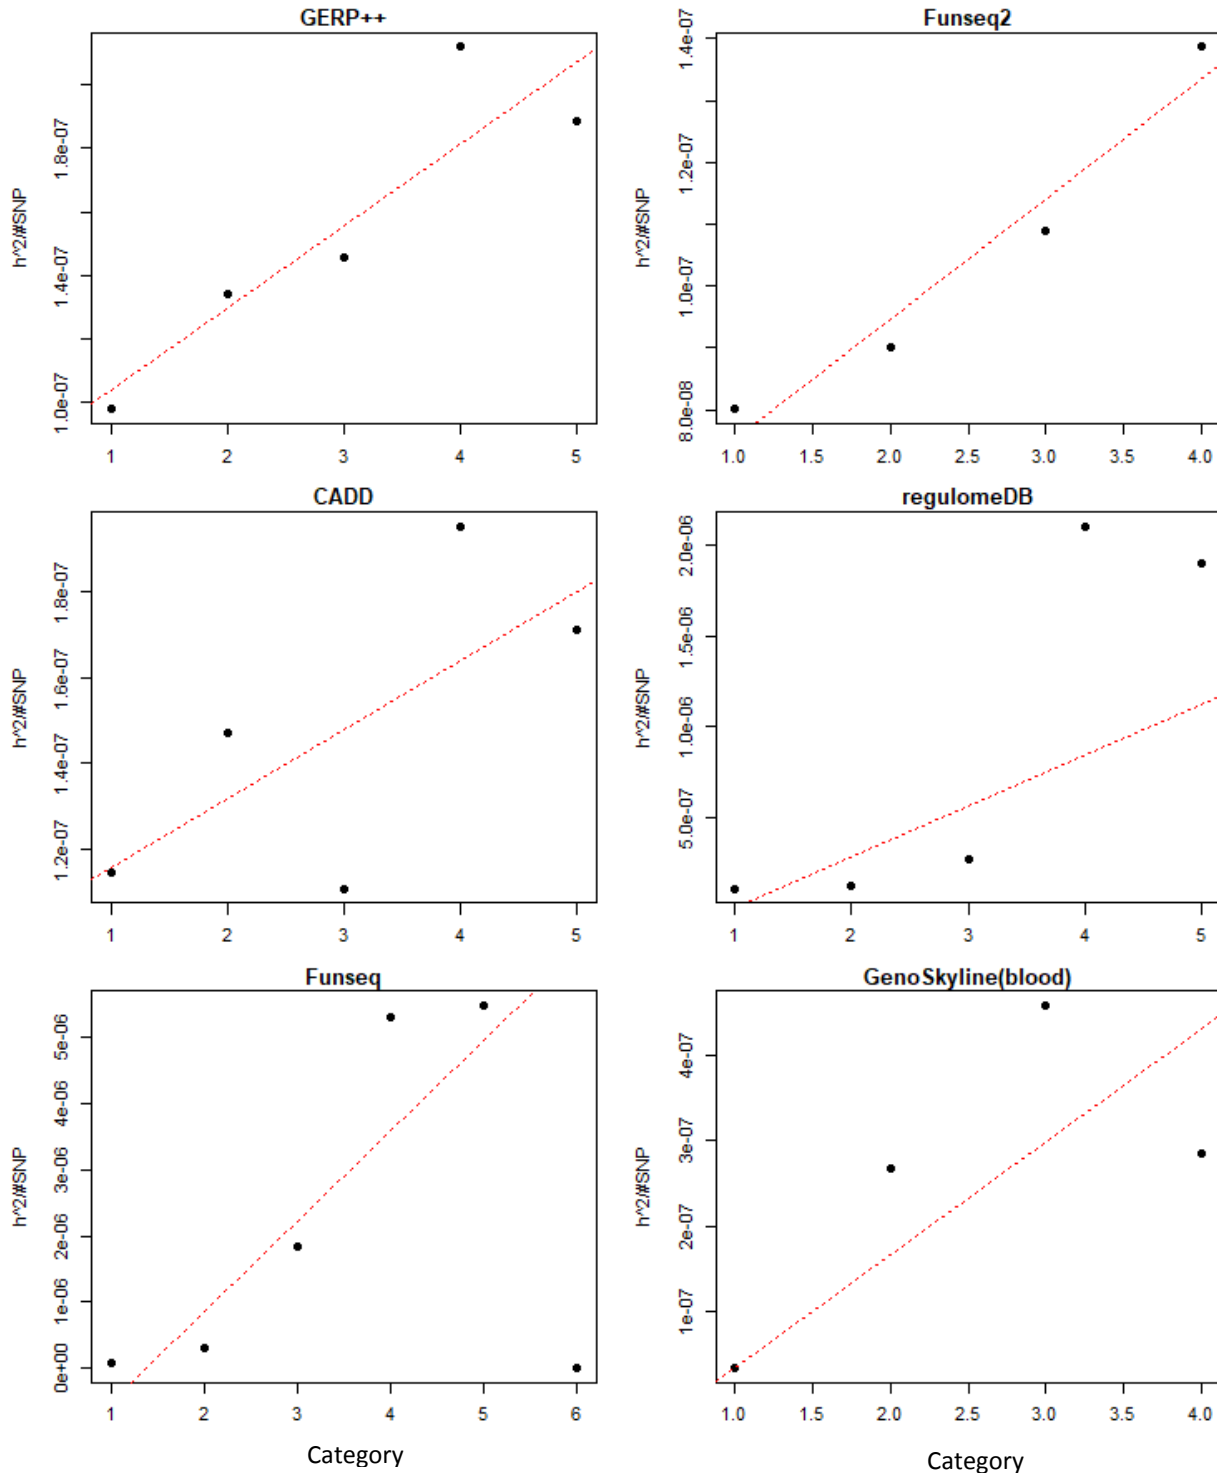 GERP++
h^2/#SNP
1.0e-07 1.4e-07 1.8e-07
1 2 3 4 5
Funseq2
h^2/#SNP
8.0e-08 1.0e-07 1.2e-07 1.4e-07
1.0 1.5 2.0 2.5 3.0 3.5 4.0
CADD
h^2/#SNP
1.2e-07 1.4e-07 1.6e-07 1.8e-07
1 2 3 4 5
regulomeDB
h^2/#SNP
5.0e-07 1.0e-06 1.5e-06 2.0e-06
1 2 3 4 5
Funseq
h^2/#SNP
0e+00 1e-06 2e-06 3e-06 4e-06 5e-06
1 2 3 4 5 6
Category
GenoSkyline(blood)
h^2/#SNP
1e-07 2e-07 3e-07 4e-07
1.0 1.5 2.0 2.5 3.0 3.5 4.0
Category